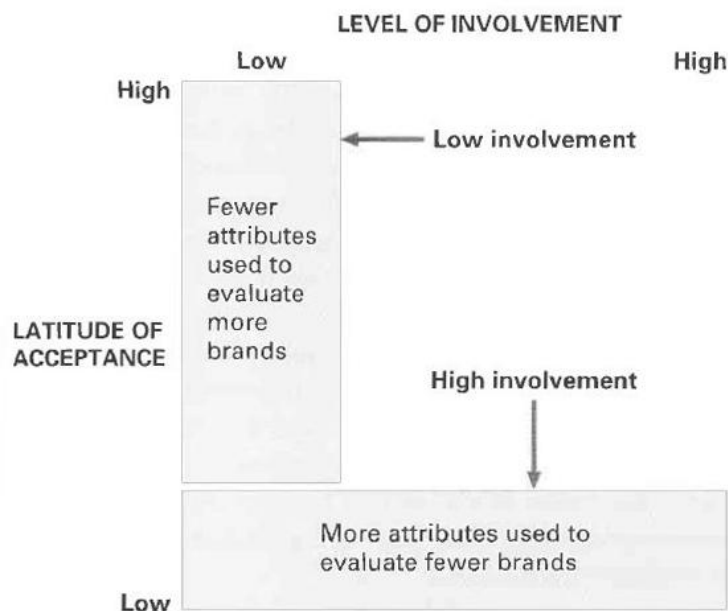 LEVEL OF INVOLVEMENT
Low High
High
Low involvement
Fewer
attributes
used to
evaluate
more
brands
LATITUDE OF
ACCEPTANCE
High involvement
More attributes used to
evaluate fewer brands
Low